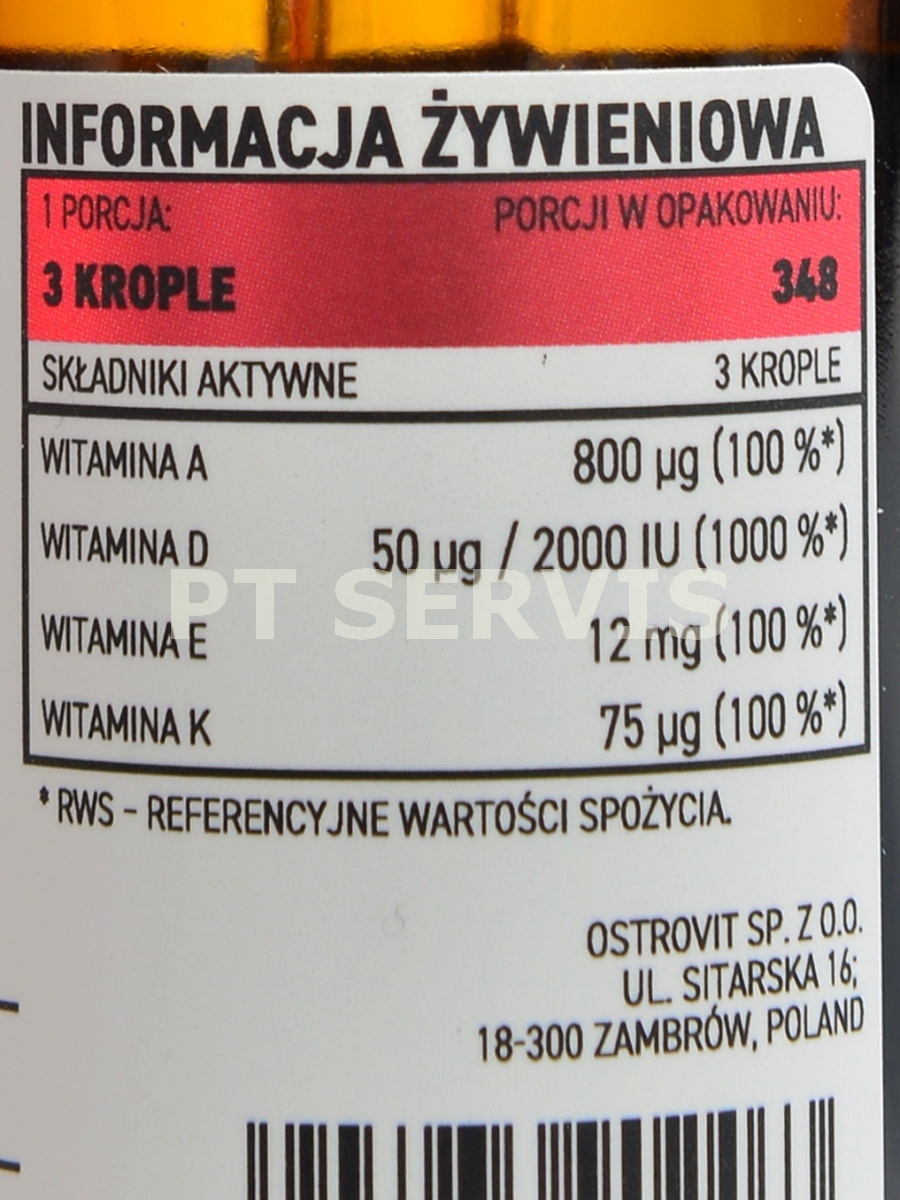 INFORMACJA ŻYWIENIOWA
1 PORCJA: PORCJI W OPAKOWANIU:
3 KROPLE 348
SKŁADNIKI AKTYWNE 3 KROPLE
WITAMINA A 800 µg (100 %*)
WITAMINA D 50 µg / 2000 IU (1000 %*)
WITAMINA E 12 mg (100 %*)
WITAMINA K 75 µg (100 %*)
PT SERVIS
* RWS – REFERENCYJNE WARTOŚCI SPOŻYCIA.
OSTROVIT SP. Z O.O.
UL. SITARSKA 16;
18-300 ZAMBRÓW, POLAND